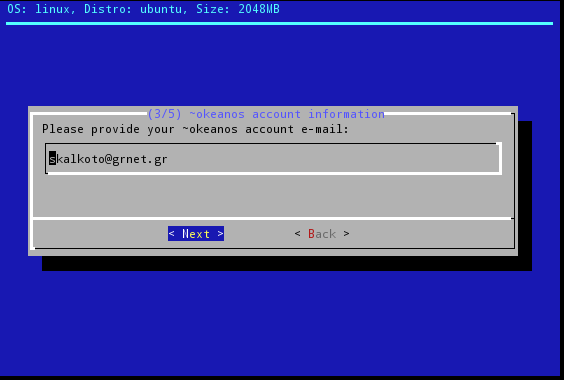 OS: linux, Distro: ubuntu, Size: 2048MB
(3/5) ~okeanos account information
Please provide your ~okeanos account e-mail:
skalkoto@grnet.gr
< Next > < Back >